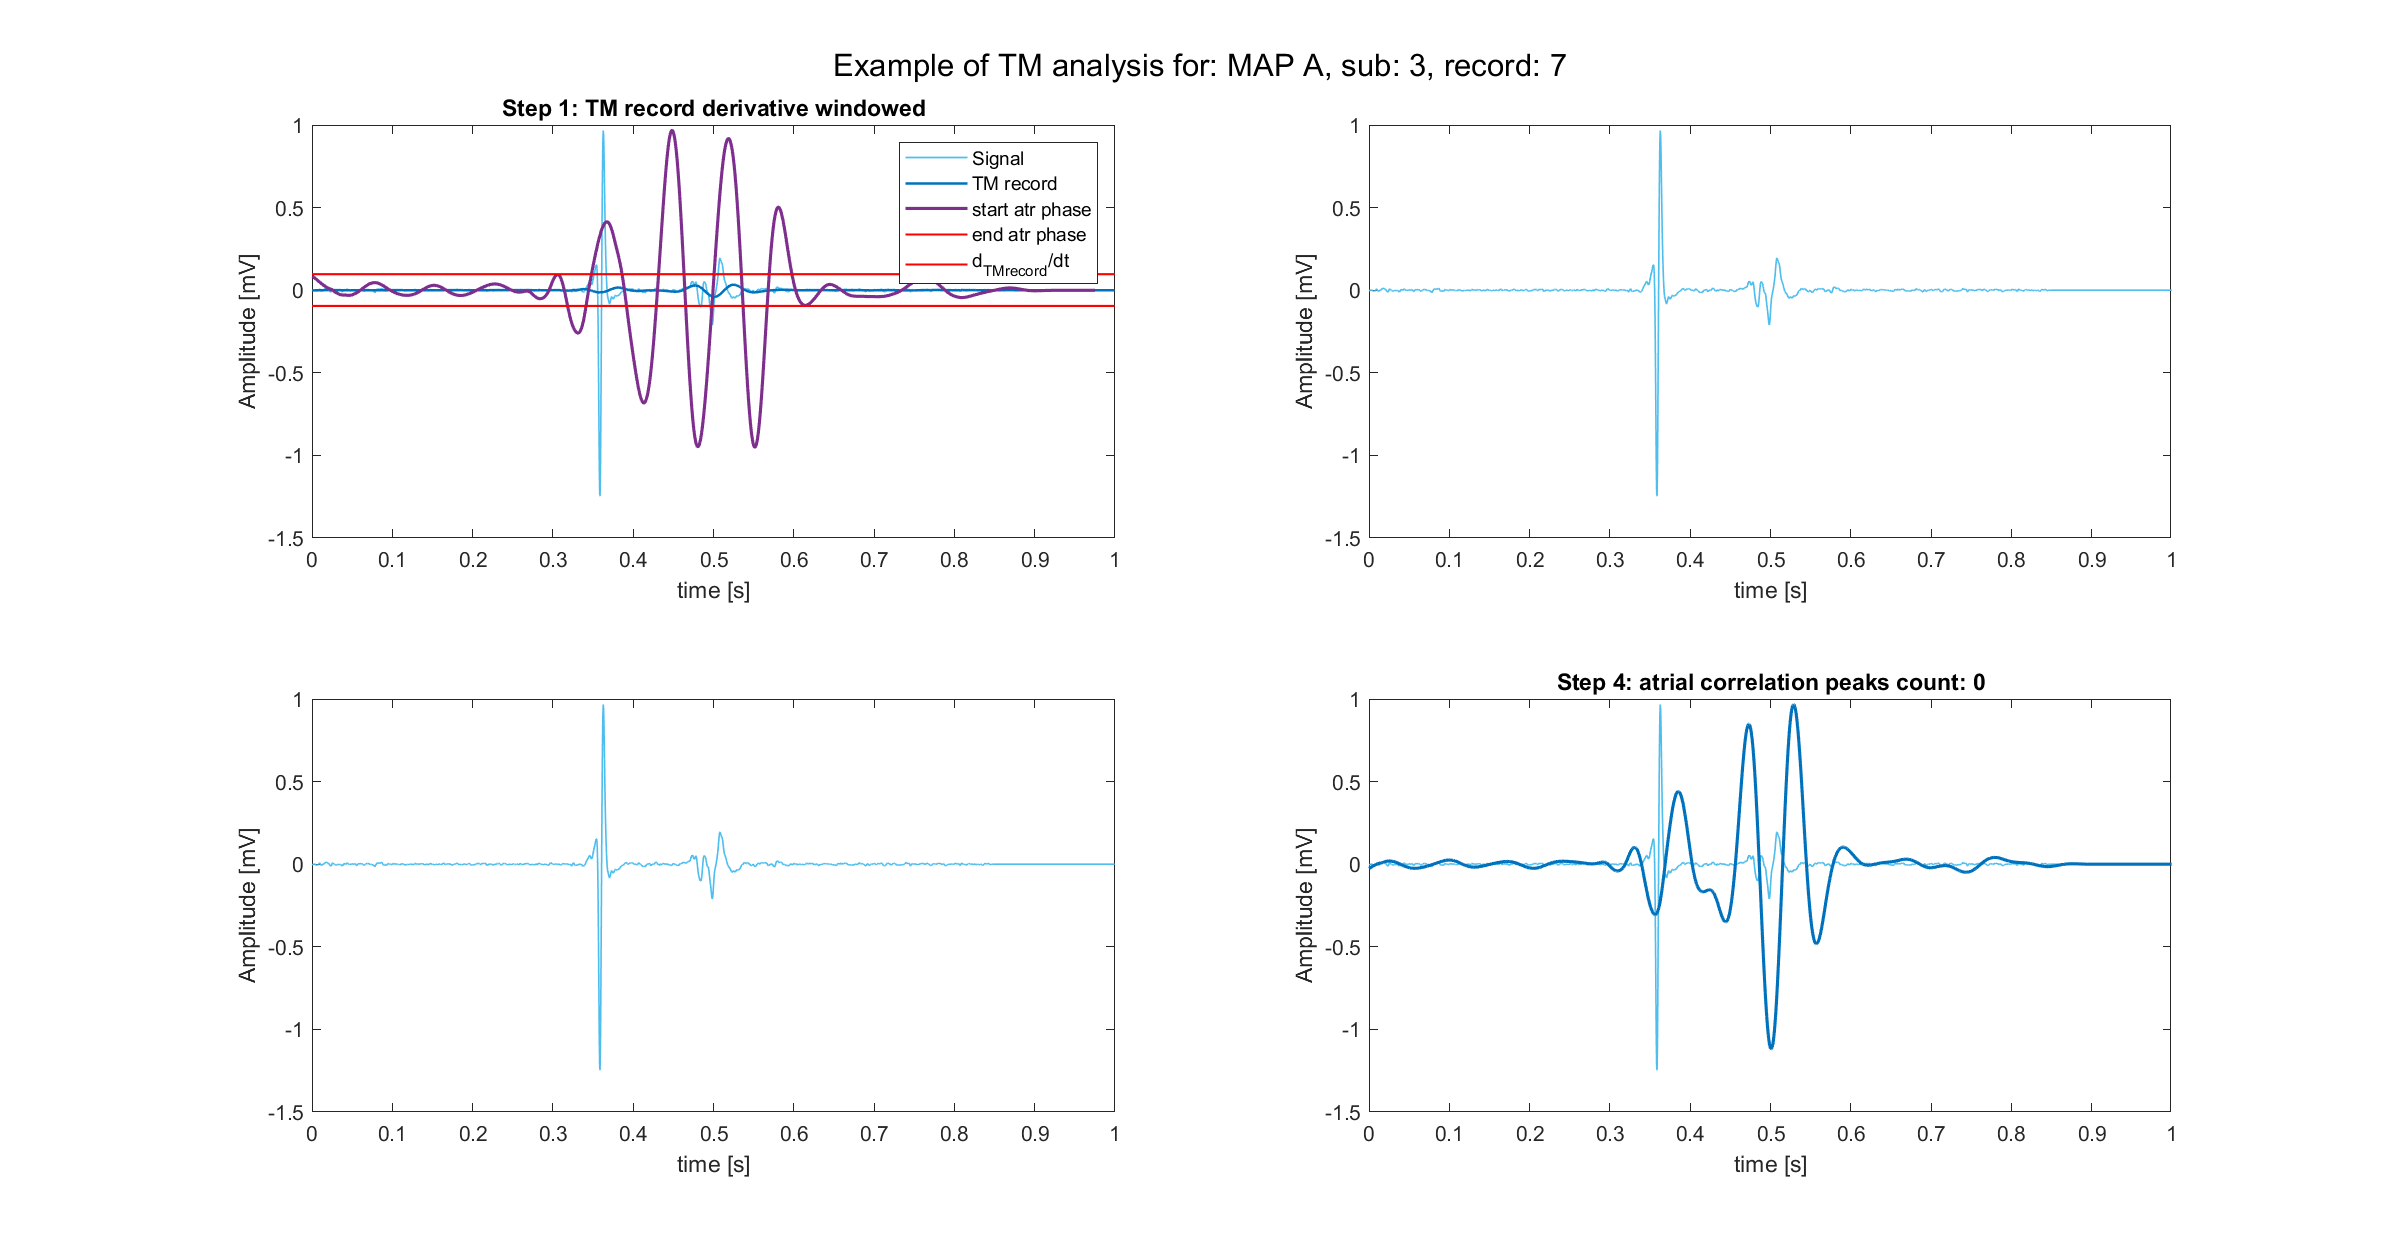 Example of TM analysis for: MAP A, sub: 3, record: 7
Step 1: TM record derivative windowed
Signal
TM record
start atr phase
end atr phase
d_TMrecord/dt
1
0.5
0
-0.5
-1
-1.5
Amplitude [mV]
0 0.1 0.2 0.3 0.4 0.5 0.6 0.7 0.8 0.9 1
time [s]
1
0.5
0
-0.5
-1
-1.5
Amplitude [mV]
0 0.1 0.2 0.3 0.4 0.5 0.6 0.7 0.8 0.9 1
time [s]
1
0.5
0
-0.5
-1
-1.5
Amplitude [mV]
0 0.1 0.2 0.3 0.4 0.5 0.6 0.7 0.8 0.9 1
time [s]
Step 4: atrial correlation peaks count: 0
1
0.5
0
-0.5
-1
-1.5
Amplitude [mV]
0 0.1 0.2 0.3 0.4 0.5 0.6 0.7 0.8 0.9 1
time [s]